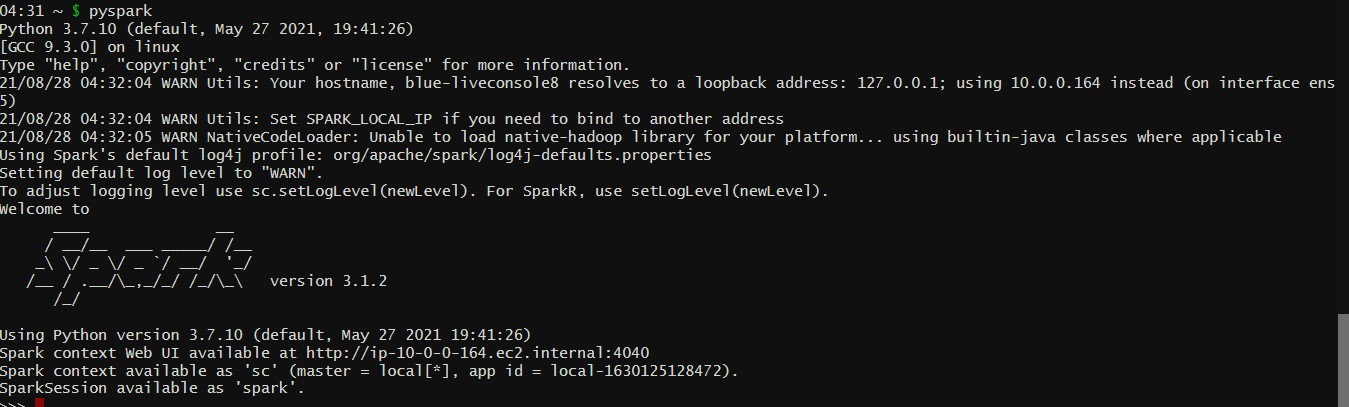 04:31 ~ $ pyspark
Python 3.7.10 (default, May 27 2021, 19:41:26)
[GCC 9.3.0] on linux
Type "help", "copyright", "credits" or "license" for more information.
21/08/28 04:32:04 WARN Utils: Your hostname, blue-liveconsole8 resolves to a loopback address: 127.0.0.1; using 10.0.0.164 instead (on interface ens
5)
21/08/28 04:32:04 WARN Utils: Set SPARK_LOCAL_IP if you need to bind to another address
21/08/28 04:32:05 WARN NativeCodeLoader: Unable to load native-hadoop library for your platform... using builtin-java classes where applicable
Using Spark's default log4j profile: org/apache/spark/log4j-defaults.properties
Setting default log level to "WARN".
To adjust logging level use sc.setLogLevel(newLevel). For SparkR, use setLogLevel(newLevel).
Welcome to
      ____              __
     / __/__  ___ _____/ /__
    _\ \/ _ \/ _ `/ __/  '_/
   /__ / .__/\_,_/_/ /_/\_\   version 3.1.2
      /_/
Using Python version 3.7.10 (default, May 27 2021 19:41:26)
Spark context Web UI available at http://ip-10-0-0-164.ec2.internal:4040
Spark context available as 'sc' (master = local[*], app id = local-1630125128472).
SparkSession available as 'spark'.
>>>